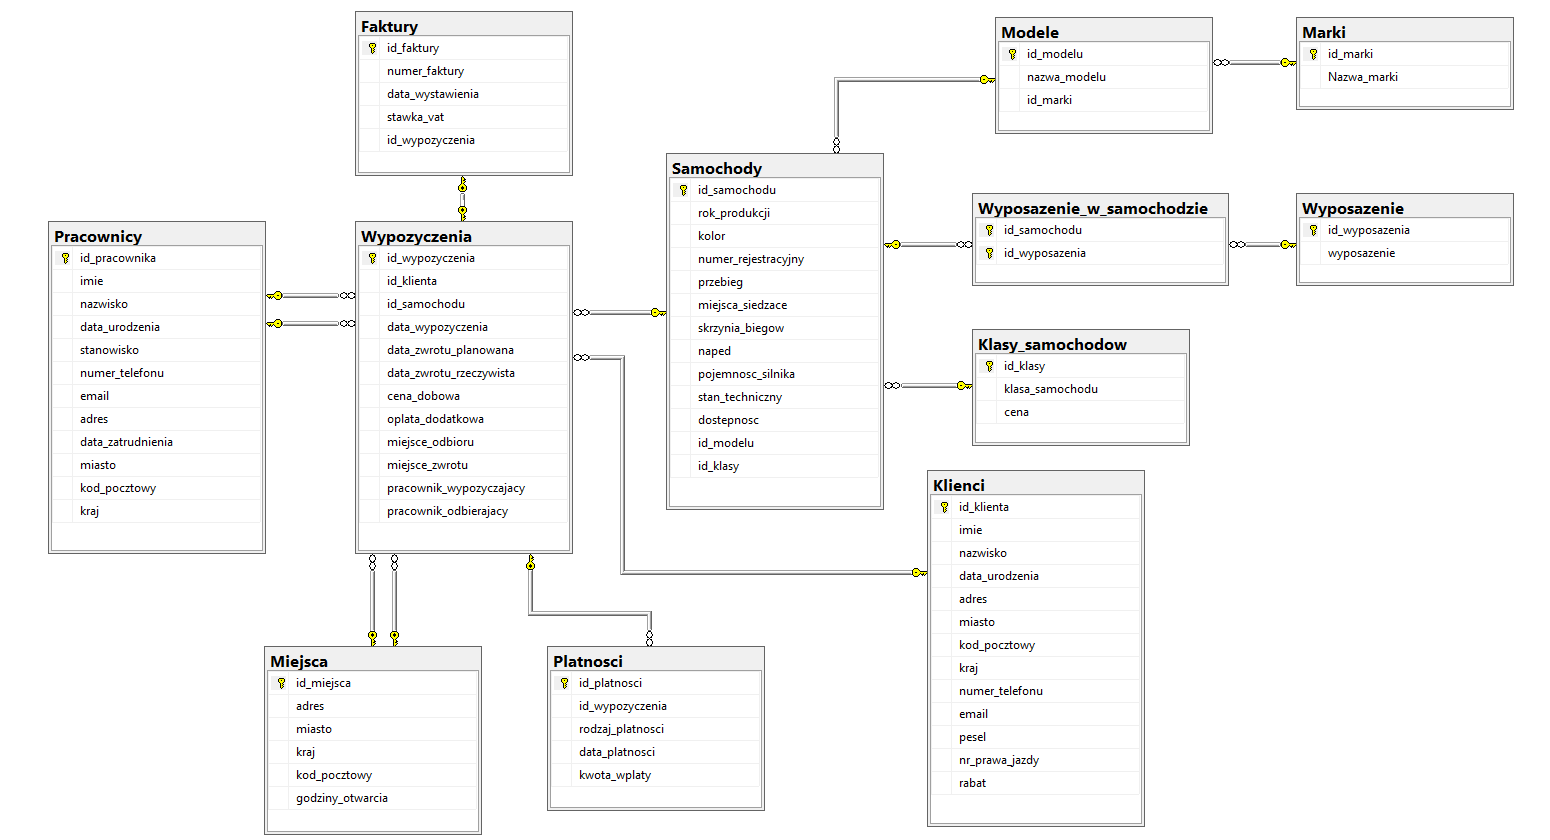 Faktury
id_faktury
numer_faktury
data_wystawienia
stawka_vat
id_wypozyczenia
Modele
id_modelu
nazwa_modelu
id_marki
Marki
id_marki
Nazwa_marki
Samochody
id_samochodu
rok_produkcji
kolor
numer_rejestracyjny
przebieg
miejsca_siedzace
skrzynia_biegow
naped
pojemnosc_silnika
stan_techniczny
dostepnosc
id_modelu
id_klasy
Wyposazenie_w_samochodzie
id_samochodu
id_wyposazenia
Wyposazenie
id_wyposazenia
wyposazenie
Pracownicy
id_pracownika
imie
nazwisko
data_urodzenia
stanowisko
numer_telefonu
email
adres
data_zatrudnienia
miasto
kod_pocztowy
kraj
Wypozyczenia
id_wypozyczenia
id_klienta
id_samochodu
data_wypozyczenia
data_zwrotu_planowana
data_zwrotu_rzeczywista
cena_dobowa
oplata_dodatkowa
miejsce_odbioru
miejsce_zwrotu
pracownik_wypozyczajacy
pracownik_odbierajacy
Klasy_samochodow
id_klasy
klasa_samochodu
cena
Klienci
id_klienta
imie
nazwisko
data_urodzenia
adres
miasto
kod_pocztowy
kraj
numer_telefonu
email
pesel
nr_prawa_jazdy
rabat
Miejsca
id_miejsca
adres
miasto
kraj
kod_pocztowy
godziny_otwarcia
Platnosci
id_platnosci
id_wypozyczenia
rodzaj_platnosci
data_platnosci
kwota_wplaty